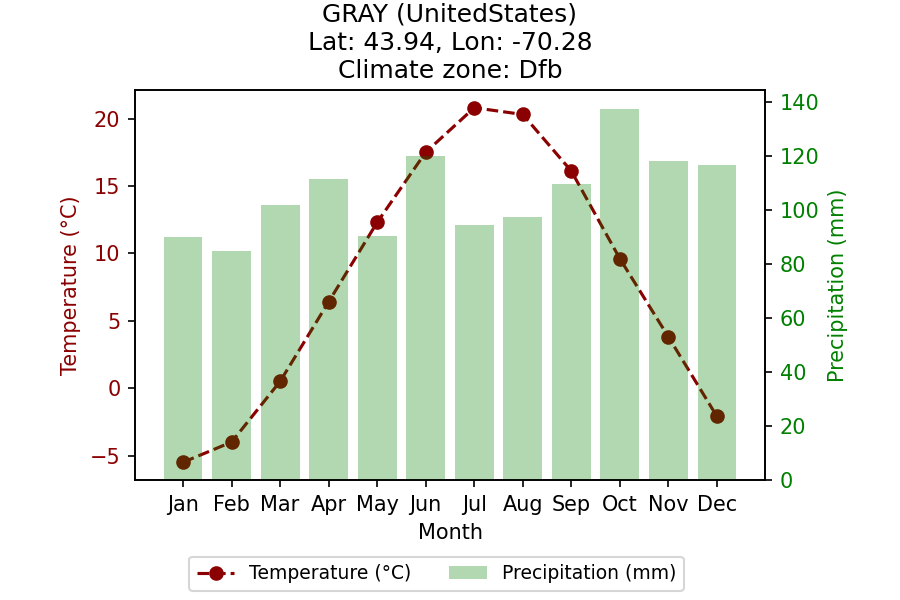 GRAY (UnitedStates)
Lat: 43.94, Lon: -70.28
Climate zone: Dfb
Temperature (°C)
20
15
10
5
0
−5
140
120
100
80
60
40
20
0
Precipitation (mm)
Jan Feb Mar Apr May Jun Jul Aug Sep Oct Nov Dec
Month
Temperature (°C) Precipitation (mm)